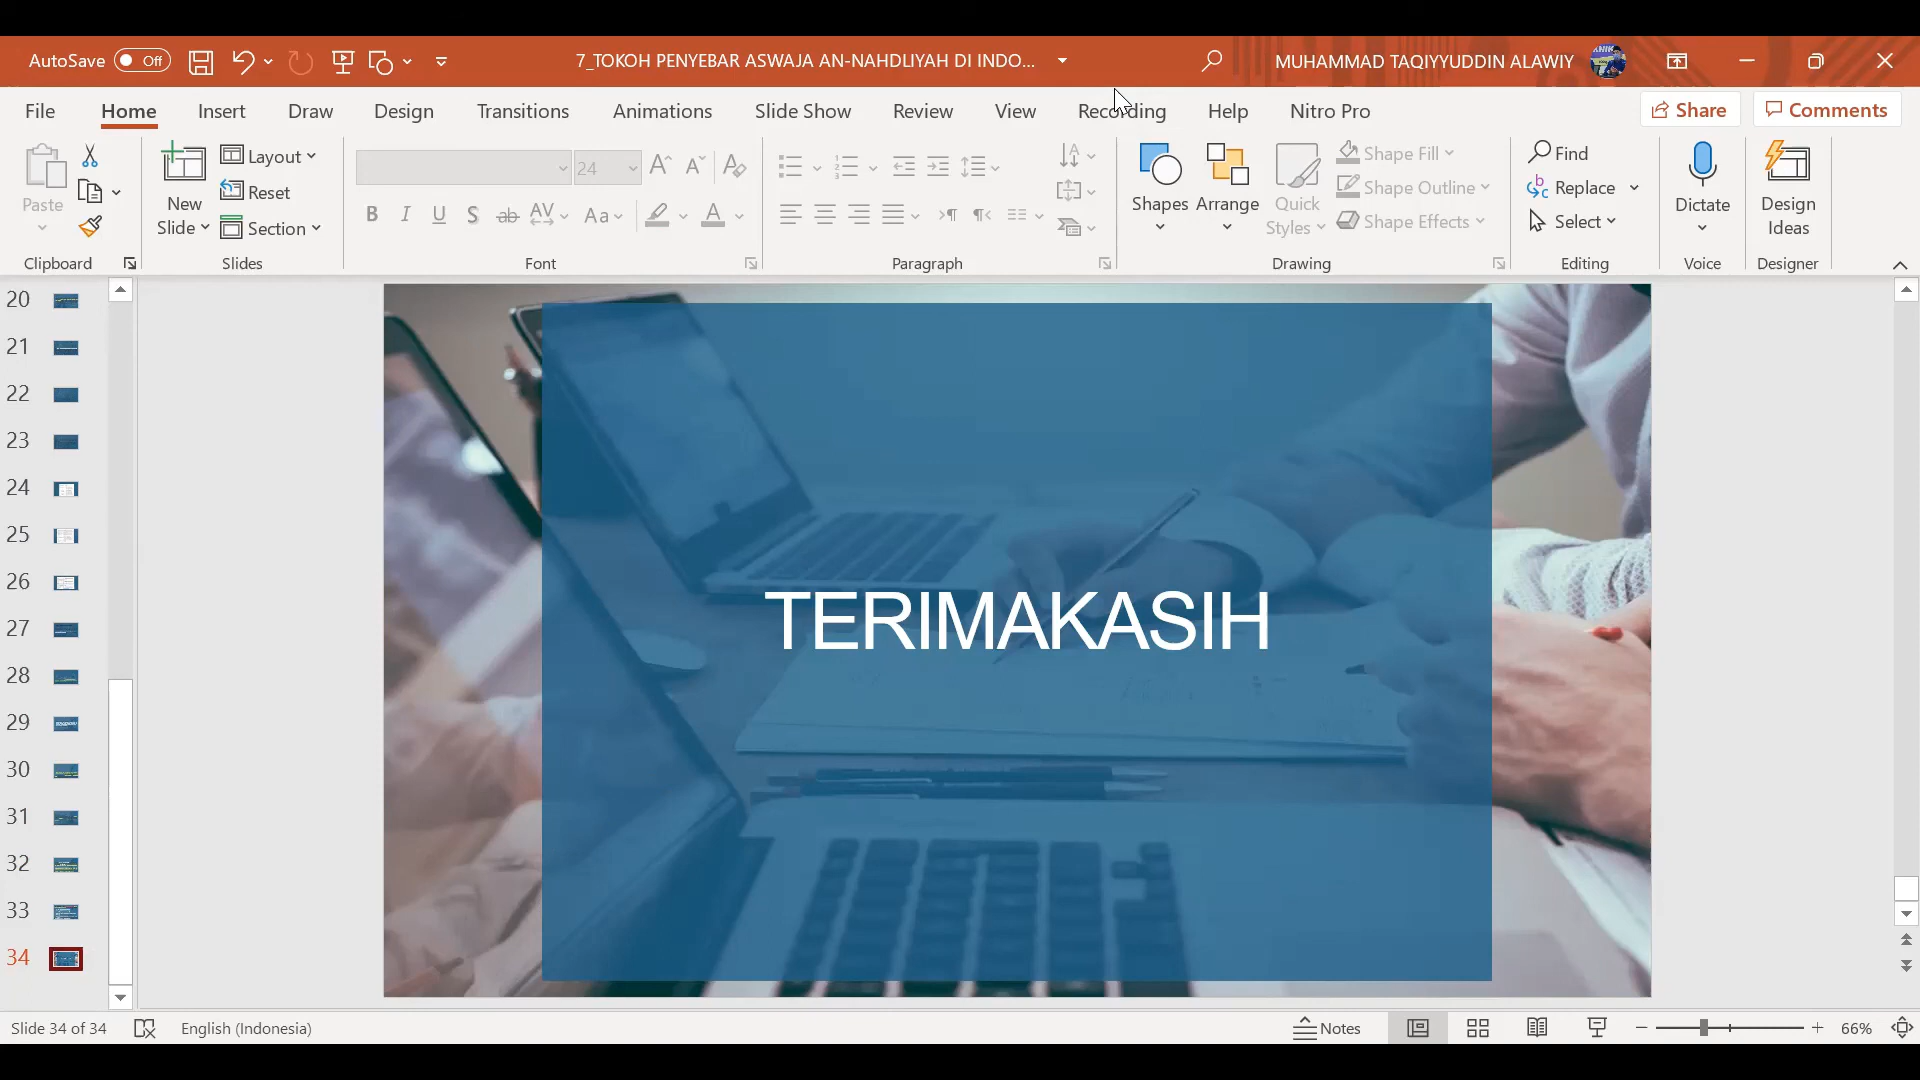 AutoSave Off 7_TOKOH PENYEBAR ASWAJA AN-NAHDLIYAH DI INDO... MUHAMMAD TAQIYYUDDIN ALAWIY
File Home Insert Draw Design Transitions Animations Slide Show Review View Recording Help Nitro Pro Share Comments
Paste
Clipboard
New Slide
Layout
Reset
Section
Slides
24
Font
Paragraph
Shapes
Arrange
Quick Styles
Shape Fill
Shape Outline
Shape Effects
Drawing
Find
Replace
Select
Editing
Dictate
Voice
Design Ideas
Designer
20
21
22
23
24
25
26
27
28
29
30
31
32
33
34
TERIMAKASIH
Slide 34 of 34 English (Indonesia) Notes 66%